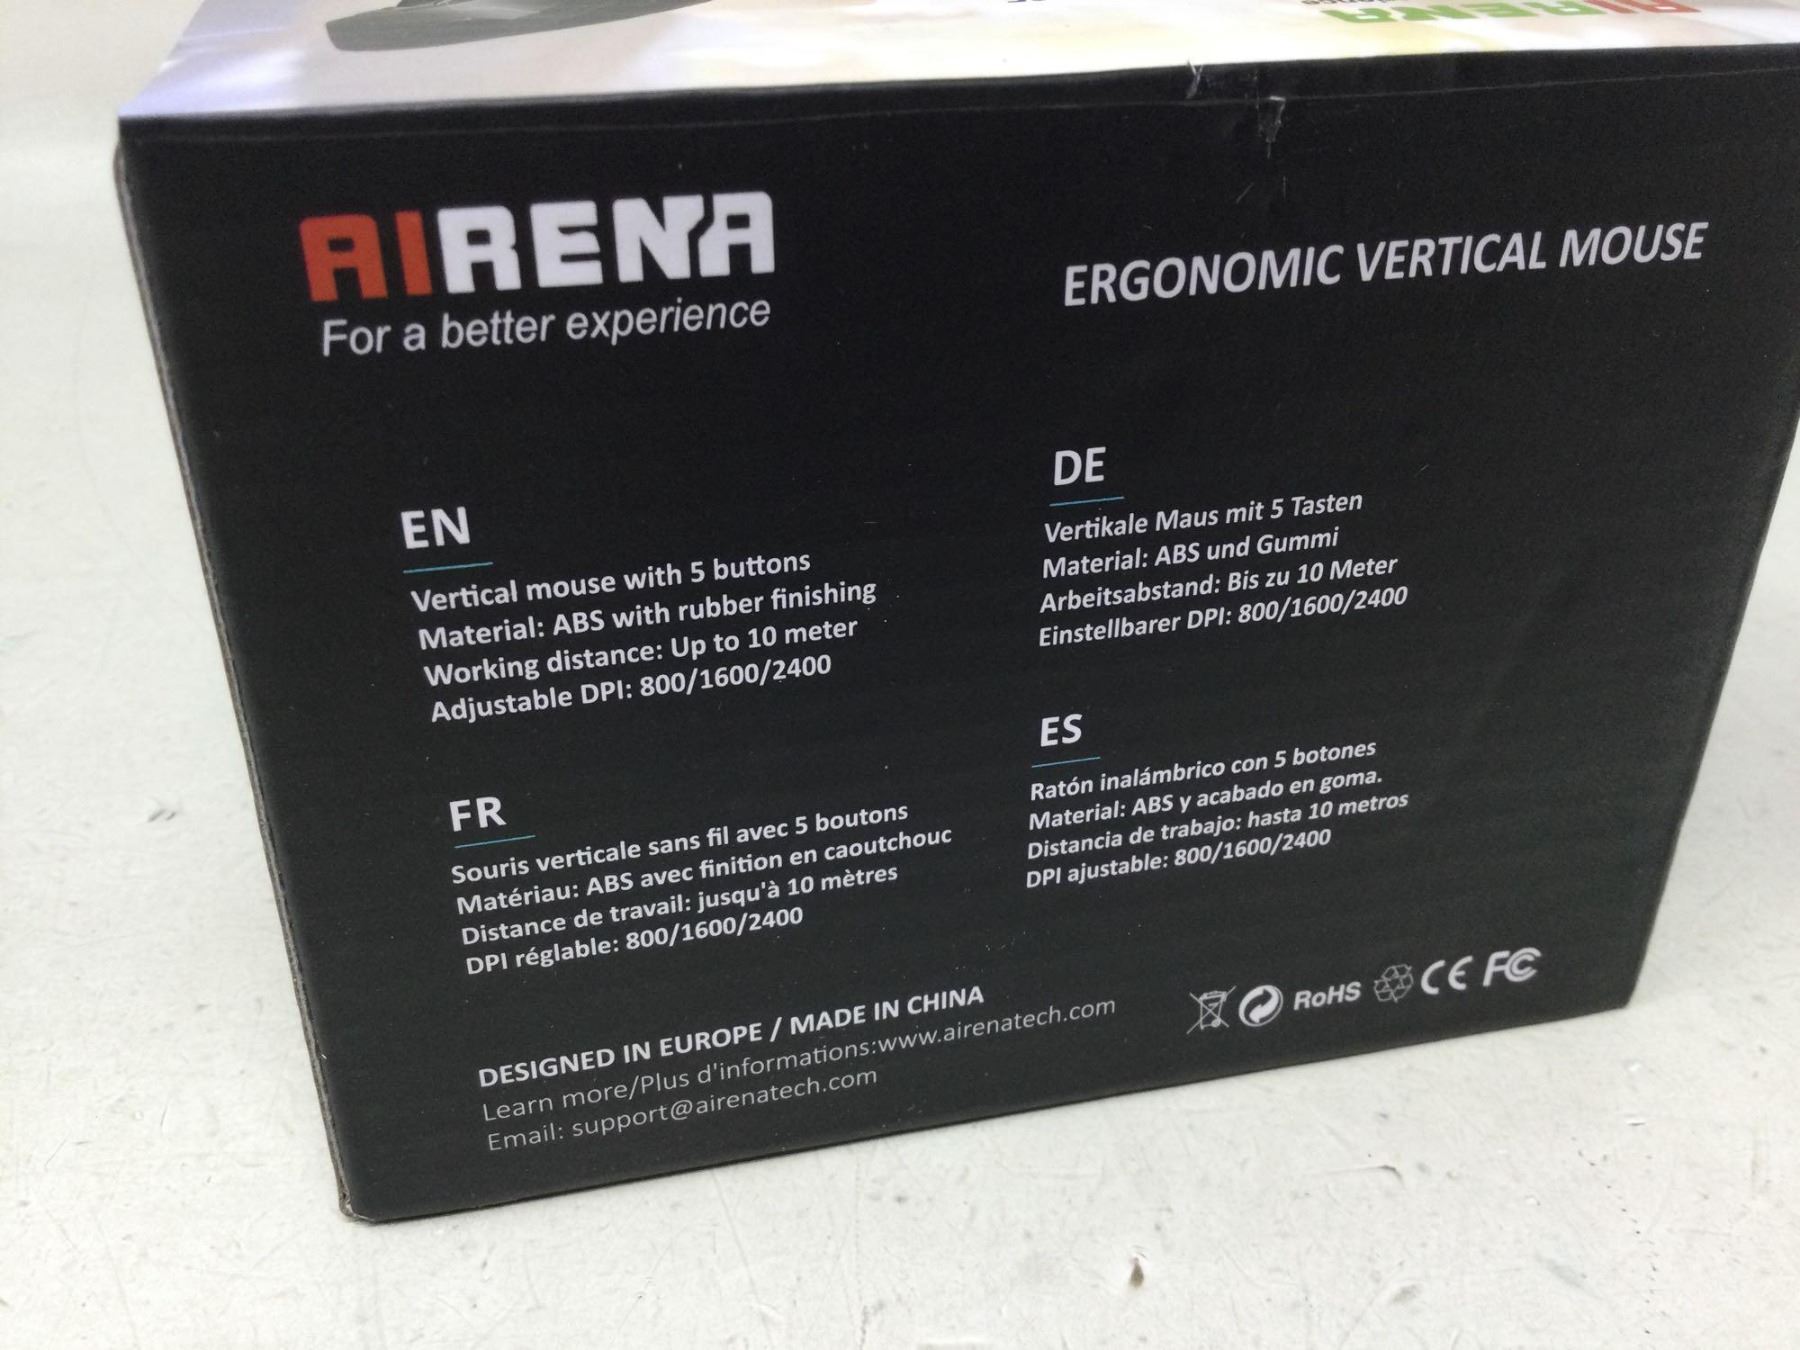 AIRENA
AIRENA
For a better experience
ERGONOMIC VERTICAL MOUSE
EN
Vertical mouse with 5 buttons
Material: ABS with rubber finishing
Working distance: Up to 10 meter
Adjustable DPI: 800/1600/2400
DE
Vertikale Maus mit 5 Tasten
Material: ABS und Gummi
Arbeitsabstand: Bis zu 10 Meter
Einstellbarer DPI: 800/1600/2400
FR
Souris verticale sans fil avec 5 boutons
Matériau: ABS avec finition en caoutchouc
Distance de travail: jusqu'à 10 mètres
DPI réglable: 800/1600/2400
ES
Ratón inalámbrico con 5 botones
Material: ABS y acabado en goma.
Distancia de trabajo: hasta 10 metros
DPI ajustable: 800/1600/2400
DESIGNED IN EUROPE / MADE IN CHINA
Learn more/Plus d'informations:www.airenatech.com
Email: support@airenatech.com
RoHS CE FC